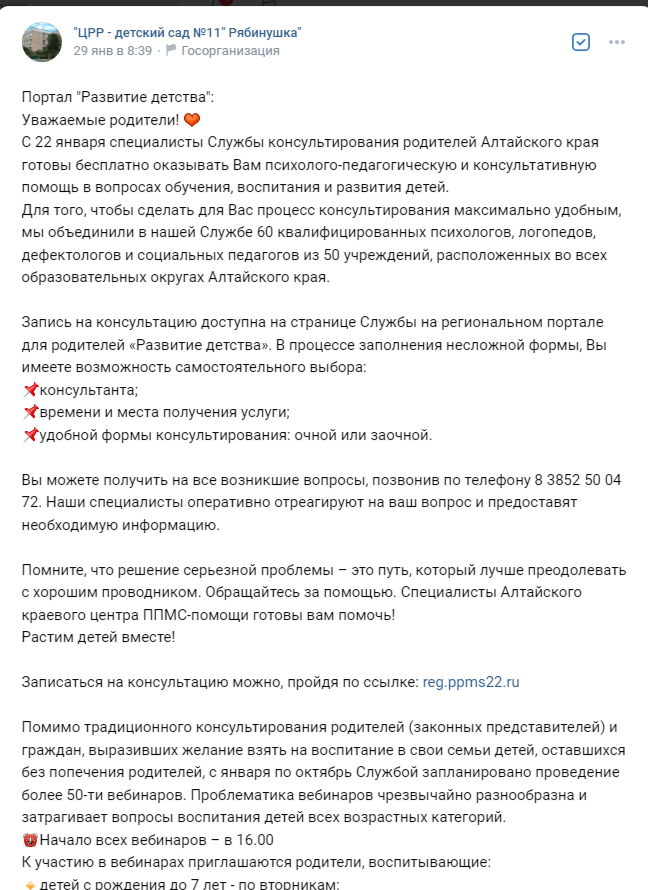 "ЦРР - детский сад №11" Рябинушка"
29 янв в 8:39 · Госорганизация
Портал "Развитие детства":
Уважаемые родители!
С 22 января специалисты Службы консультирования родителей Алтайского края
готовы бесплатно оказывать Вам психолого-педагогическую и консультативную
помощь в вопросах обучения, воспитания и развития детей.
Для того, чтобы сделать для Вас процесс консультирования максимально удобным,
мы объединили в нашей Службе 60 квалифицированных психологов, логопедов,
дефектологов и социальных педагогов из 50 учреждений, расположенных во всех
образовательных округах Алтайского края.
Запись на консультацию доступна на странице Службы на региональном портале
для родителей «Развитие детства». В процессе заполнения несложной формы, Вы
имеете возможность самостоятельного выбора:
консультанта;
времени и места получения услуги;
удобной формы консультирования: очной или заочной.
Вы можете получить на все возникшие вопросы, позвонив по телефону 8 3852 50 04
72. Наши специалисты оперативно отреагируют на ваш вопрос и предоставят
необходимую информацию.
Помните, что решение серьезной проблемы – это путь, который лучше преодолевать
с хорошим проводником. Обращайтесь за помощью. Специалисты Алтайского
краевого центра ППМС-помощи готовы вам помочь!
Растим детей вместе!
Записаться на консультацию можно, пройдя по ссылке: reg.ppms22.ru
Помимо традиционного консультирования родителей (законных представителей) и
граждан, выразивших желание взять на воспитание в свои семьи детей, оставшихся
без попечения родителей, с января по октябрь Службой запланировано проведение
более 50-ти вебинаров. Проблематика вебинаров чрезвычайно разнообразна и
затрагивает вопросы воспитания детей всех возрастных категорий.
Начало всех вебинаров – в 16.00
К участию в вебинарах приглашаются родители, воспитывающие:
детей с рождения до 7 лет - по вторникам: